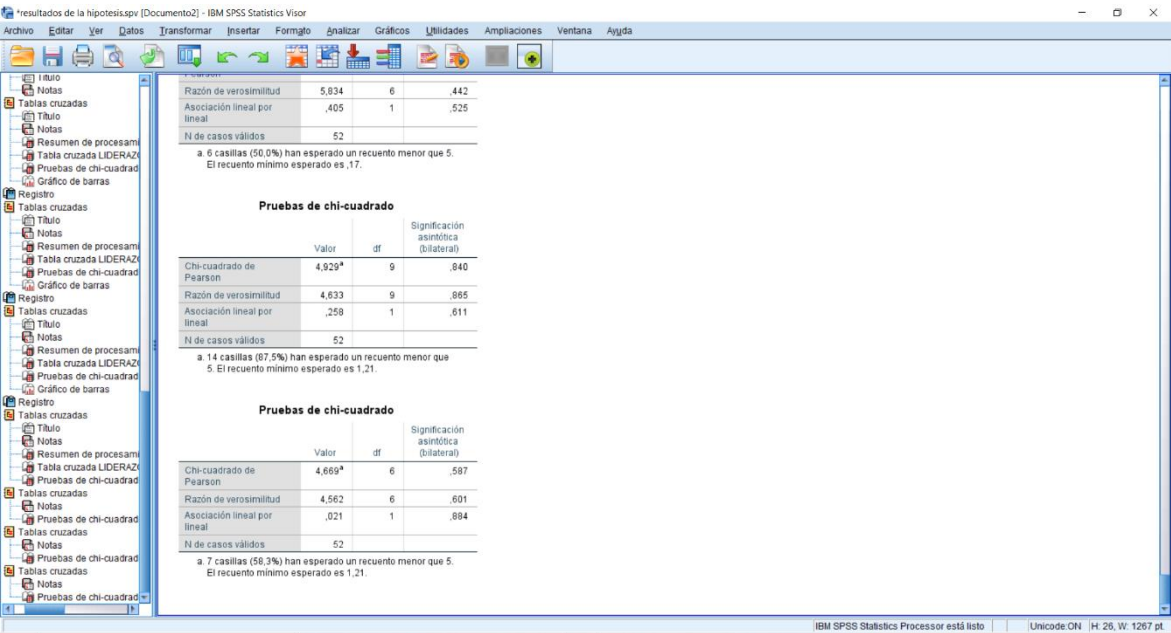 *resultados de la hipotesis.spv [Documento2] - IBM SPSS Statistics Visor
Archivo Editar Ver Datos Transformar Insertar Formato Analizar Gráficos Utilidades Ampliaciones Ventana Ayuda
Título
Notas
Tablas cruzadas
Título
Notas
Resumen de procesami
Tabla cruzada LIDERAZ
Pruebas de chi-cuadrad
Gráfico de barras
Registro
Tablas cruzadas
Título
Notas
Resumen de procesami
Tabla cruzada LIDERAZ
Pruebas de chi-cuadrad
Gráfico de barras
Registro
Tablas cruzadas
Título
Notas
Resumen de procesami
Tabla cruzada LIDERAZ
Pruebas de chi-cuadrad
Gráfico de barras
Registro
Tablas cruzadas
Título
Notas
Resumen de procesami
Tabla cruzada LIDERAZ
Pruebas de chi-cuadrad
Tablas cruzadas
Notas
Pruebas de chi-cuadrad
Tablas cruzadas
Notas
Pruebas de chi-cuadrad
Tablas cruzadas
Notas
Pruebas de chi-cuadrad
Pearson
Razón de verosimilitud 5,834 6 ,442
Asociación lineal por ,405 1 ,525
lineal
N de casos válidos 52
a. 6 casillas (50,0%) han esperado un recuento menor que 5.
El recuento mínimo esperado es ,17.
Pruebas de chi-cuadrado
Significación
asintótica
Valor df (bilateral)
Chi-cuadrado de 4,929a 9 ,840
Pearson
Razón de verosimilitud 4,633 9 ,865
Asociación lineal por ,258 1 ,611
lineal
N de casos válidos 52
a. 14 casillas (87,5%) han esperado un recuento menor que
5. El recuento mínimo esperado es 1,21.
Pruebas de chi-cuadrado
Significación
asintótica
Valor df (bilateral)
Chi-cuadrado de 4,669a 6 ,587
Pearson
Razón de verosimilitud 4,562 6 ,601
Asociación lineal por ,021 1 ,884
lineal
N de casos válidos 52
a. 7 casillas (58,3%) han esperado un recuento menor que 5.
El recuento mínimo esperado es 1,21.
IBM SPSS Statistics Processor está listo Unicode:ON H: 26, W: 1267 pt.